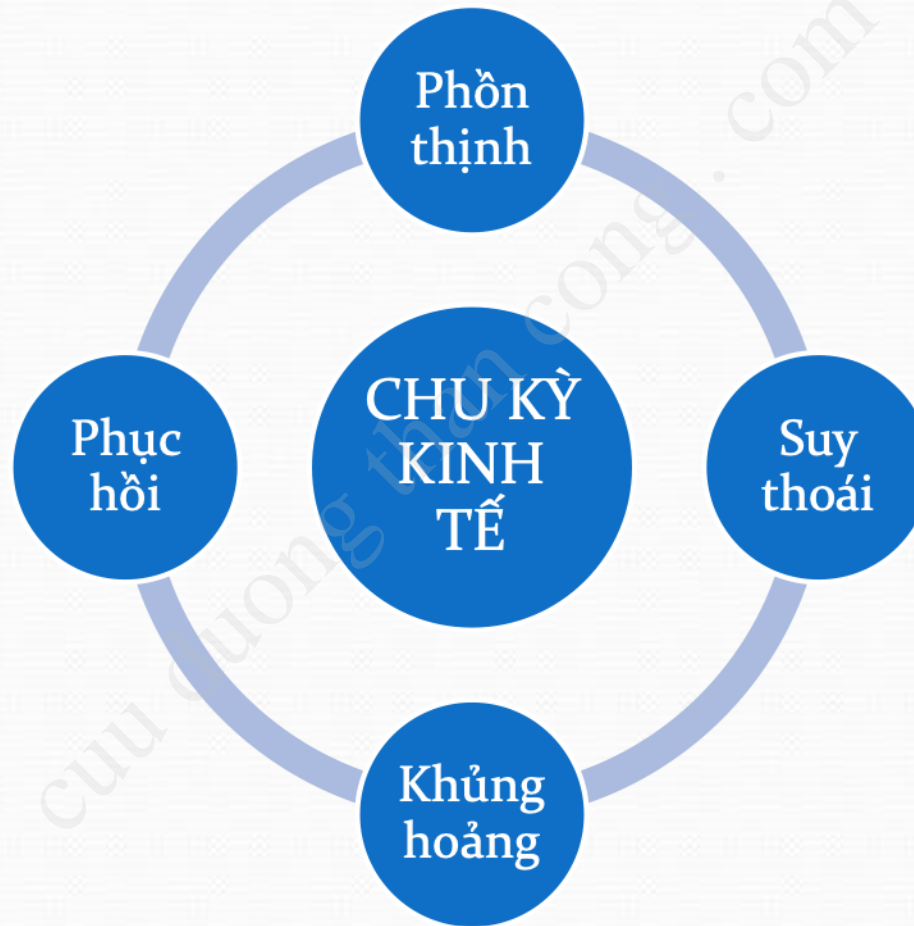 Phồn
thịnh
CHU KỲ
KINH
TẾ
Phục
hồi
Suy
thoái
Khủng
hoảng
cuu duong than cong . com